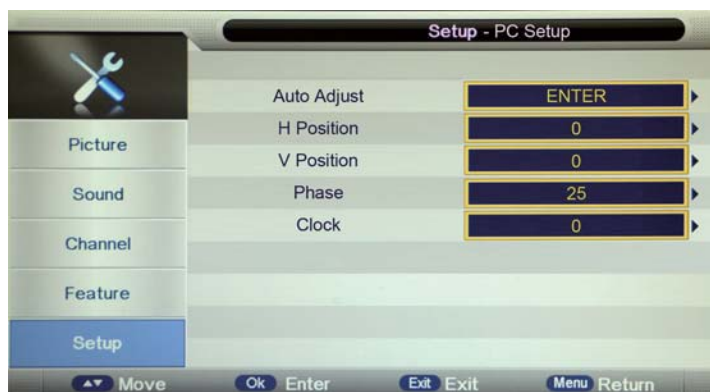 Setup - PC Setup
Auto Adjust ENTER
H Position 0
V Position 0
Phase 25
Clock 0
Picture
Sound
Channel
Feature
Setup
Move Ok Enter Exit Exit Menu Return